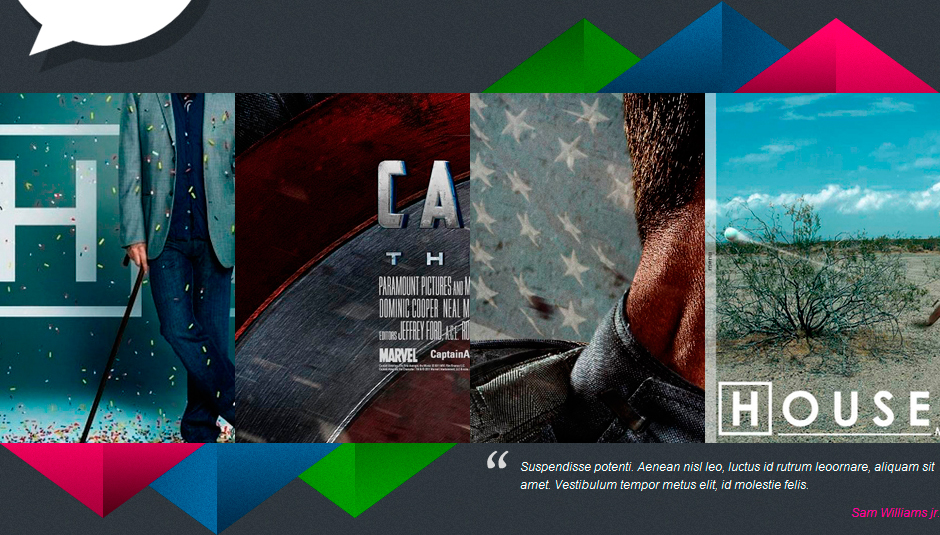 H
CA
T H
PARAMOUNT PICTURES AND M
DOMINIC COOPER NEAL M
EDITORS JEFFREY FORD, A.C.E. RO
MARVEL CaptainA
HOUSE
“ Suspendisse potenti. Aenean nisl leo, luctus id rutrum leoornare, aliquam sit
amet. Vestibulum tempor metus elit, id molestie felis.
Sam Williams jr